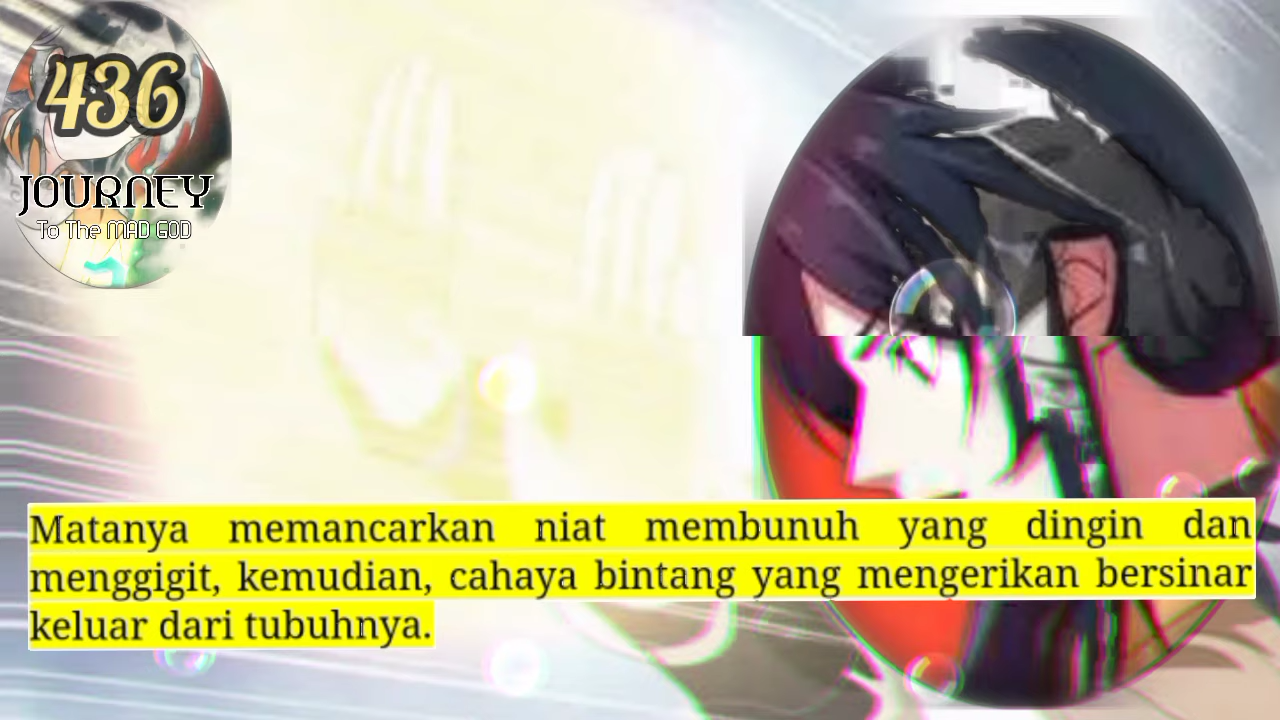 436
JOURNEY
To The MAD GOD
Matanya memancarkan niat membunuh yang dingin dan
menggigit, kemudian, cahaya bintang yang mengerikan bersinar
keluar dari tubuhnya.